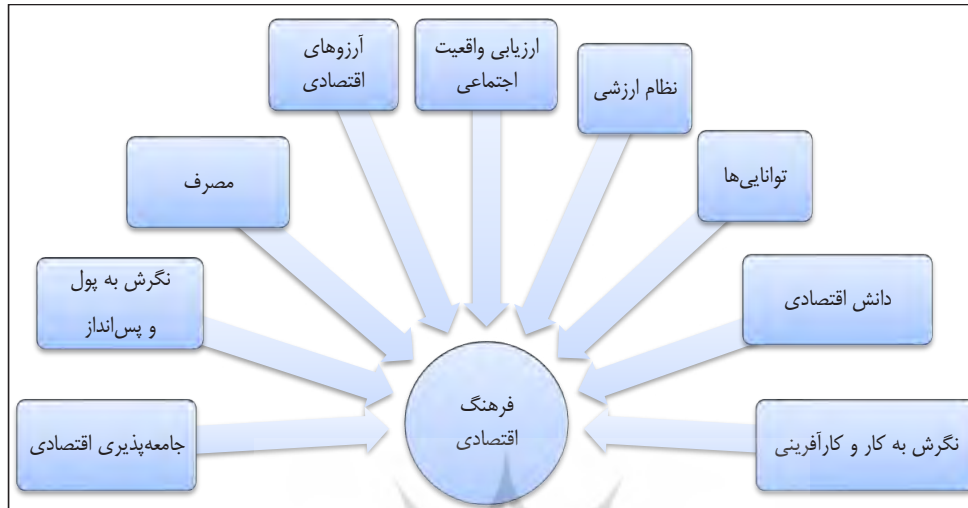 آرزوهای
اقتصادی
ارزیابی واقعیت
اجتماعی
نظام ارزشی
توانایی‌ها
مصرف
دانش اقتصادی
نگرش به پول
و پس‌انداز
نگرش به کار و کارآفرینی
جامعه‌پذیری اقتصادی
فرهنگ
اقتصادی